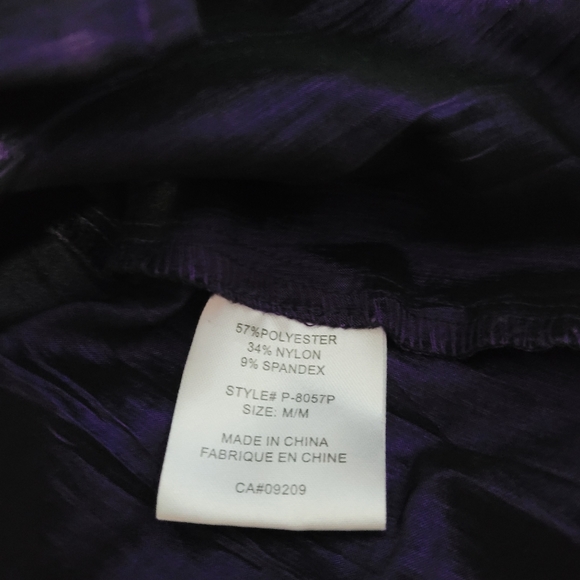 57%POLYESTER
34% NYLON
9% SPANDEX
STYLE# P-8057P
SIZE: M/M
MADE IN CHINA
FABRIQUE EN CHINE
CA#09209